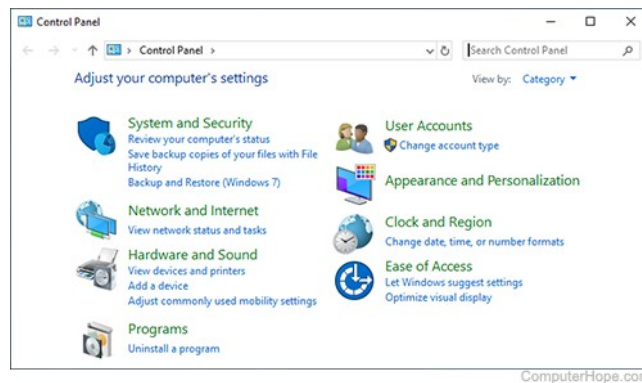 Control Panel
Control Panel
Search Control Panel
Adjust your computer's settings
View by: Category
System and Security
Review your computer's status
Save backup copies of your files with File
History
Backup and Restore (Windows 7)
Network and Internet
View network status and tasks
Hardware and Sound
View devices and printers
Add a device
Adjust commonly used mobility settings
Programs
Uninstall a program
User Accounts
Change account type
Appearance and Personalization
Clock and Region
Change date, time, or number formats
Ease of Access
Let Windows suggest settings
Optimize visual display
ComputerHope.com